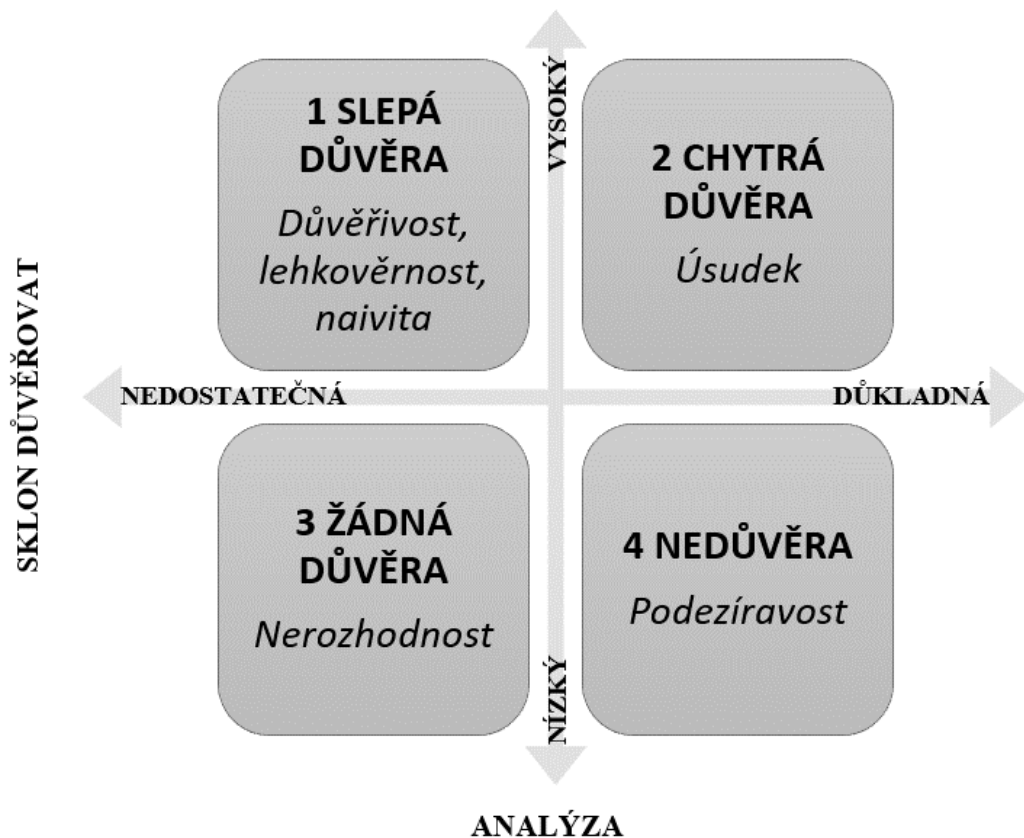 VYSOKÝ
1 SLEPÁ
DŮVĚRA
Důvěřivost,
lehkověrnost,
naivita
2 CHYTRÁ
DŮVĚRA
Úsudek
SKLON DŮVĚŘOVAT
NEDOSTATEČNÁ
DŮKLADNÁ
3 ŽÁDNÁ
DŮVĚRA
Nerozhodnost
4 NEDŮVĚRA
Podezíravost
NÍZKÝ
ANALÝZA